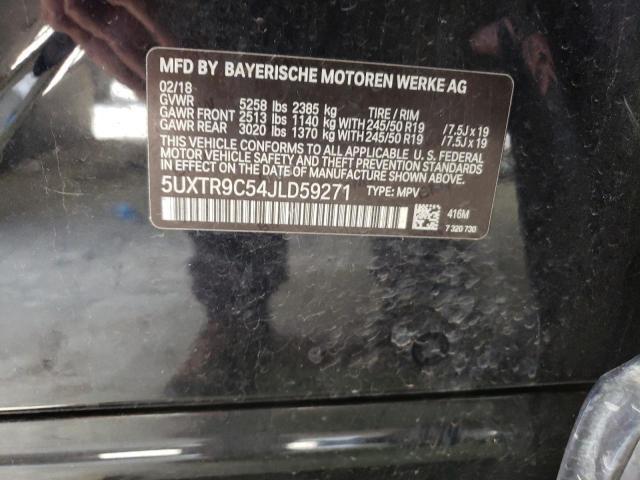 MFD BY BAYERISCHE MOTOREN WERKE AG
02/18
GVWR 5258 lbs 2385 kg TIRE / RIM
GAWR FRONT 2513 lbs 1140 kg WITH 245/50 R19 / 7.5J x 19
GAWR REAR 3020 lbs 1370 kg WITH 245/50 R19 / 7.5J x 19
THIS VEHICLE CONFORMS TO ALL APPLICABLE U.S. FEDERAL
MOTOR VEHICLE SAFETY, BUMPER, AND THEFT PREVENTION STANDARDS
IN EFFECT ON THE DATE OF MANUFACTURE SHOWN ABOVE.
5UXTR9C54JLD59271 TYPE: MPV
416M
7 320 730